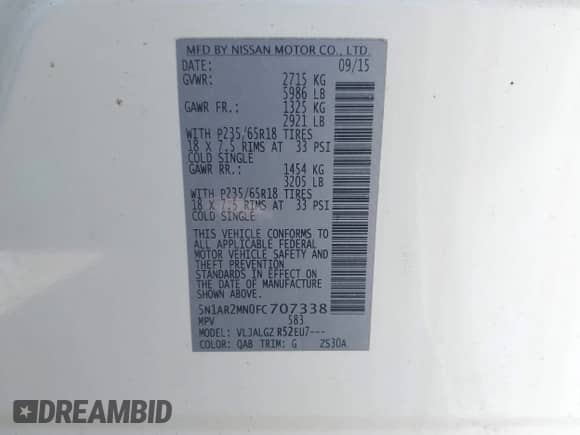 MFD BY NISSAN MOTOR CO., LTD.
DATE: 09/15
GVWR: 2715 KG
5986 LB
GAWR FR.: 1325 KG
2921 LB
WITH P235/65R18 TIRES
18 X 7.5 RIMS AT 33 PSI
COLD SINGLE
GAWR RR.: 1454 KG
3205 LB
WITH P235/65R18 TIRES
18 X 7.5 RIMS AT 33 PSI
COLD SINGLE
THIS VEHICLE CONFORMS TO
ALL APPLICABLE FEDERAL
MOTOR VEHICLE SAFETY AND
THEFT PREVENTION
STANDARDS IN EFFECT ON
THE DATE OF MANUFACTURE
SHOWN ABOVE.
5N1AR2MN0FC707338
MPV 583
MODEL: VLJALGZ R52EU7---
COLOR: QAB TRIM: G ZS30A
DREAMBID